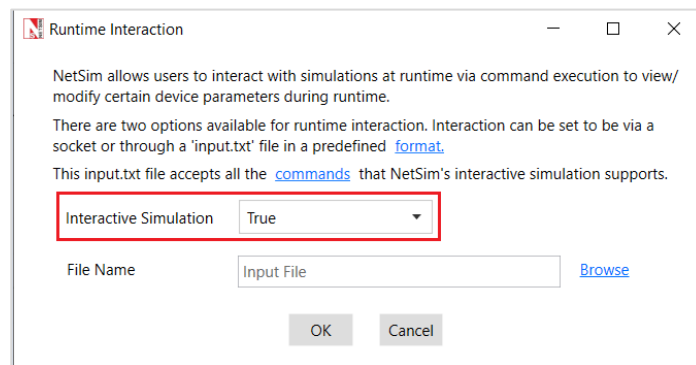 Runtime Interaction
NetSim allows users to interact with simulations at runtime via command execution to view/
modify certain device parameters during runtime.
There are two options available for runtime interaction. Interaction can be set to be via a
socket or through a 'input.txt' file in a predefined format.
This input.txt file accepts all the commands that NetSim's interactive simulation supports.
Interactive Simulation True
File Name Input File Browse
OK Cancel